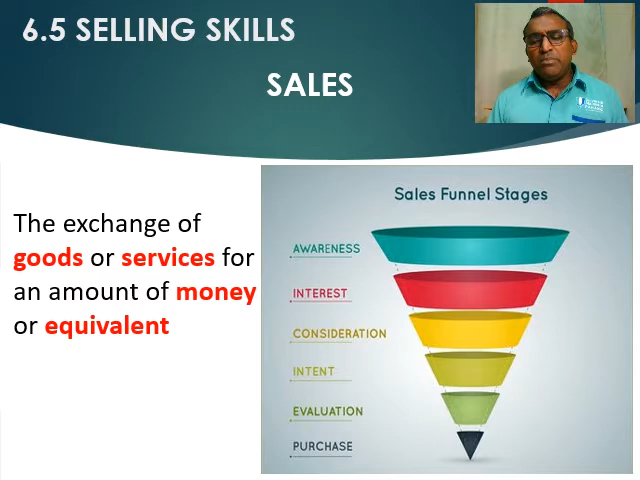 6.5 SELLING SKILLS
SALES
The exchange of
goods or services for
an amount of money
or equivalent
Sales Funnel Stages
AWARENESS
INTEREST
CONSIDERATION
INTENT
EVALUATION
PURCHASE